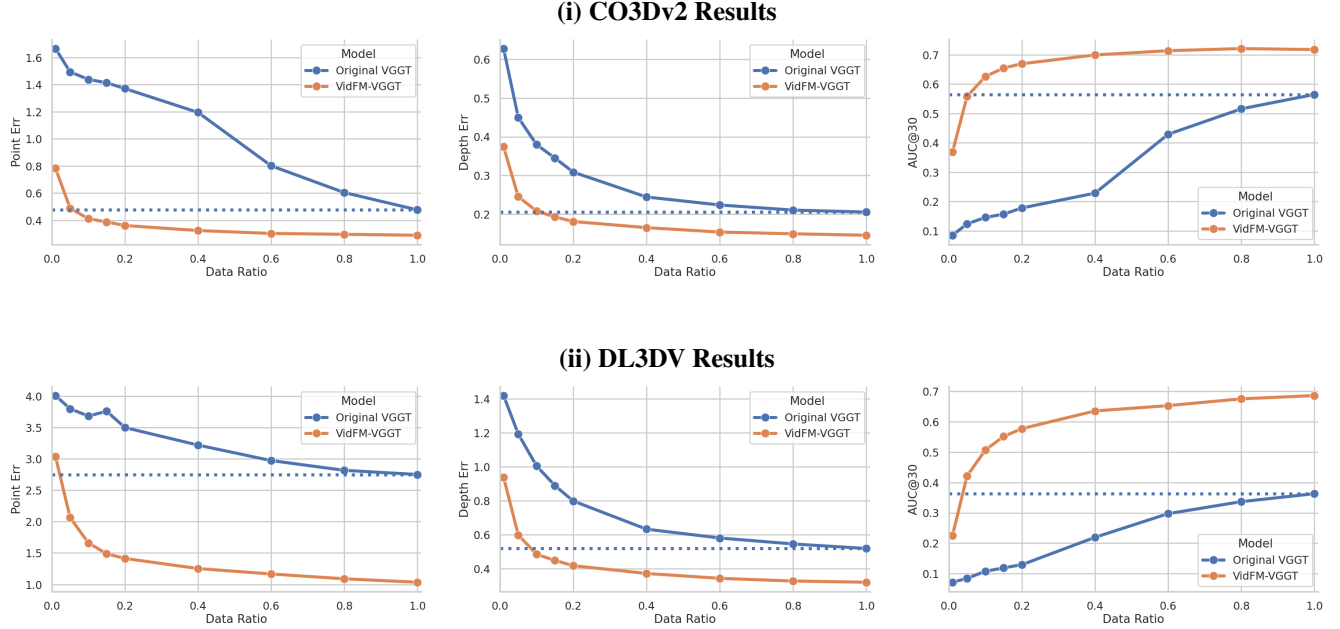 (i) CO3Dv2 Results
Point Err
1.6
1.4
1.2
1.0
0.8
0.6
0.4
0.0 0.2 0.4 0.6 0.8 1.0
Data Ratio
Model
Original VGGT
VidFM-VGGT
Depth Err
0.6
0.5
0.4
0.3
0.2
0.0 0.2 0.4 0.6 0.8 1.0
Data Ratio
Model
Original VGGT
VidFM-VGGT
AUC@30
0.7
0.6
0.5
0.4
0.3
0.2
0.1
0.0 0.2 0.4 0.6 0.8 1.0
Data Ratio
Model
Original VGGT
VidFM-VGGT
(ii) DL3DV Results
Point Err
4.0
3.5
3.0
2.5
2.0
1.5
1.0
0.0 0.2 0.4 0.6 0.8 1.0
Data Ratio
Model
Original VGGT
VidFM-VGGT
Depth Err
1.4
1.2
1.0
0.8
0.6
0.4
0.0 0.2 0.4 0.6 0.8 1.0
Data Ratio
Model
Original VGGT
VidFM-VGGT
AUC@30
0.7
0.6
0.5
0.4
0.3
0.2
0.1
0.0 0.2 0.4 0.6 0.8 1.0
Data Ratio
Model
Original VGGT
VidFM-VGGT